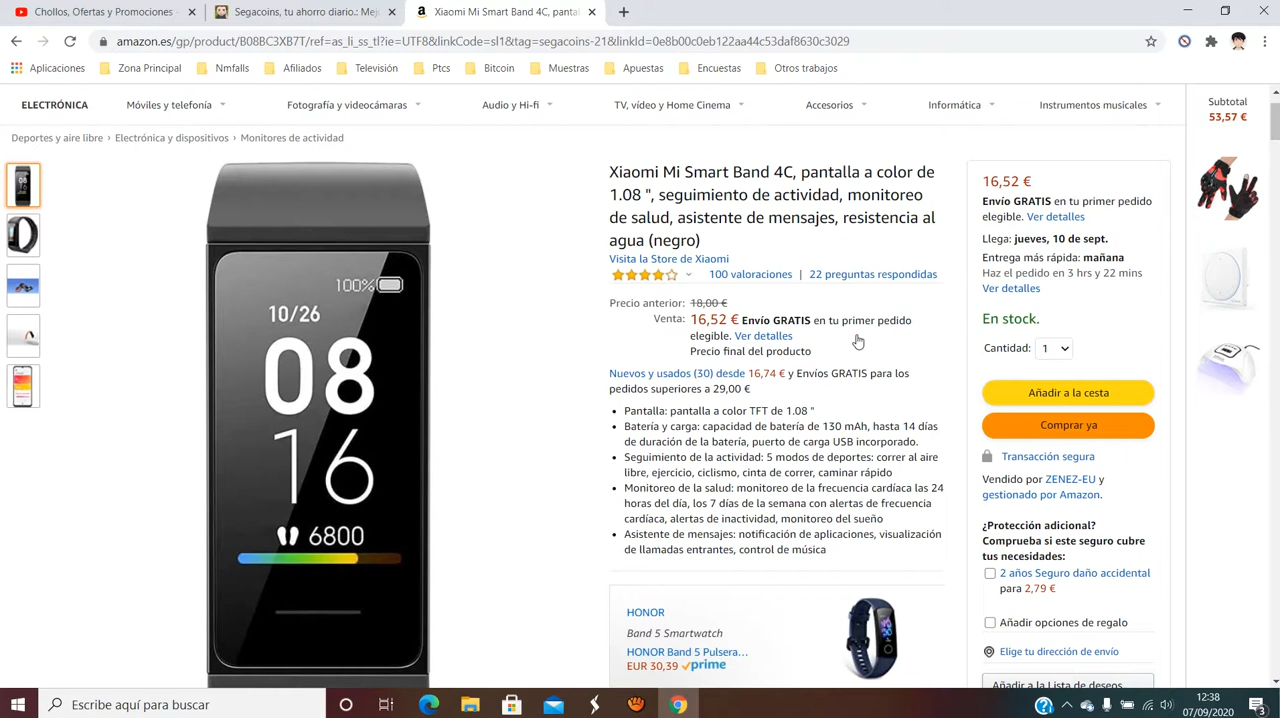 Chollos, Ofertas y Promociones -
Segacoins, tu ahorro diario.: Mej
Xiaomi Mi Smart Band 4C, pantal
amazon.es/gp/product/B08BC3XB7T/ref=as_li_ss_tl?ie=UTF8&linkCode=sl1&tag=segacoins-21&linkId=0e8b00c0eb122aa44c53daf8630c3029
Aplicaciones
Zona Principal
Nmfalls
Afiliados
Televisión
Ptcs
Bitcoin
Muestras
Apuestas
Encuestas
Otros trabajos
ELECTRÓNICA
Móviles y telefonía
Fotografía y videocámaras
Audio y Hi-fi
TV, vídeo y Home Cinema
Accesorios
Informática
Instrumentos musicales
Subtotal
53,57 €
Deportes y aire libre › Electrónica y dispositivos › Monitores de actividad
100%
10/26
08
16
6800
Xiaomi Mi Smart Band 4C, pantalla a color de
1.08 ", seguimiento de actividad, monitoreo
de salud, asistente de mensajes, resistencia al
agua (negro)
Visita la Store de Xiaomi
100 valoraciones | 22 preguntas respondidas
Precio anterior: 18,00 €
Venta: 16,52 € Envío GRATIS en tu primer pedido
elegible. Ver detalles
Precio final del producto
Nuevos y usados (30) desde 16,74 € y Envíos GRATIS para los
pedidos superiores a 29,00 €
• Pantalla: pantalla a color TFT de 1.08 "
• Batería y carga: capacidad de batería de 130 mAh, hasta 14 días
de duración de la batería, puerto de carga USB incorporado.
• Seguimiento de la actividad: 5 modos de deportes: correr al aire
libre, ejercicio, ciclismo, cinta de correr, caminar rápido
• Monitoreo de la salud: monitoreo de la frecuencia cardíaca las 24
horas del día, los 7 días de la semana con alertas de frecuencia
cardíaca, alertas de inactividad, monitoreo del sueño
• Asistente de mensajes: notificación de aplicaciones, visualización
de llamadas entrantes, control de música
HONOR
Band 5 Smartwatch
HONOR Band 5 Pulsera…
EUR 30,39 prime
16,52 €
Envío GRATIS en tu primer pedido
elegible. Ver detalles
Llega: jueves, 10 de sept.
Entrega más rápida: mañana
Haz el pedido en 3 hrs y 22 mins
Ver detalles
En stock.
Cantidad: 1
Añadir a la cesta
Comprar ya
Transacción segura
Vendido por ZENEZ-EU y
gestionado por Amazon.
¿Protección adicional?
Comprueba si este seguro cubre
tus necesidades:
2 años Seguro daño accidental
para 2,79 €
Añadir opciones de regalo
Elige tu dirección de envío
Añadir a la Lista de deseos
Escribe aquí para buscar
12:38
07/09/2020
3